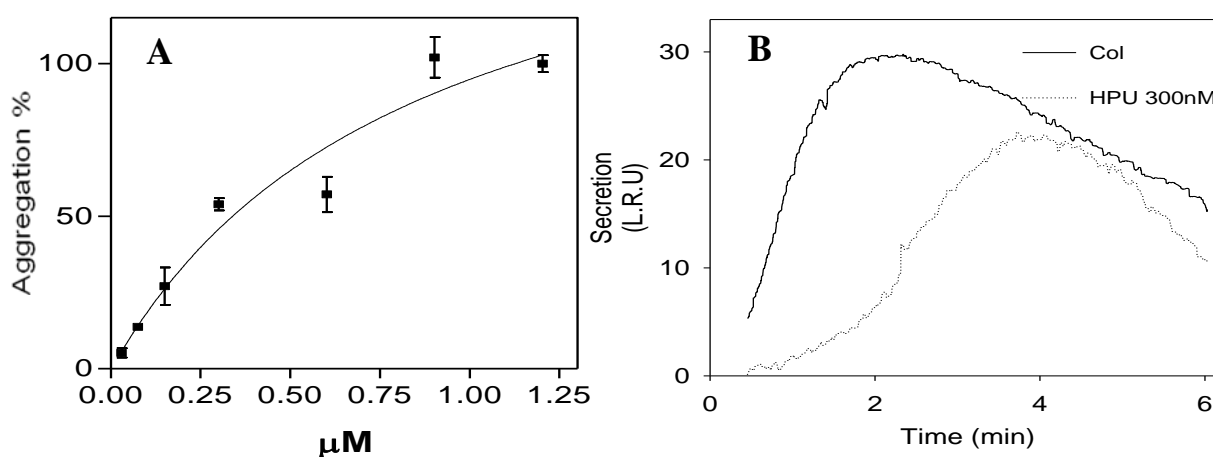 A
100
50
0
Aggregation %
0.00 0.25 0.50 0.75 1.00 1.25
μM
B
Col
HPU 300nM
30
20
10
0
Secretion
(L.R.U)
0 2 4 6
Time (min)